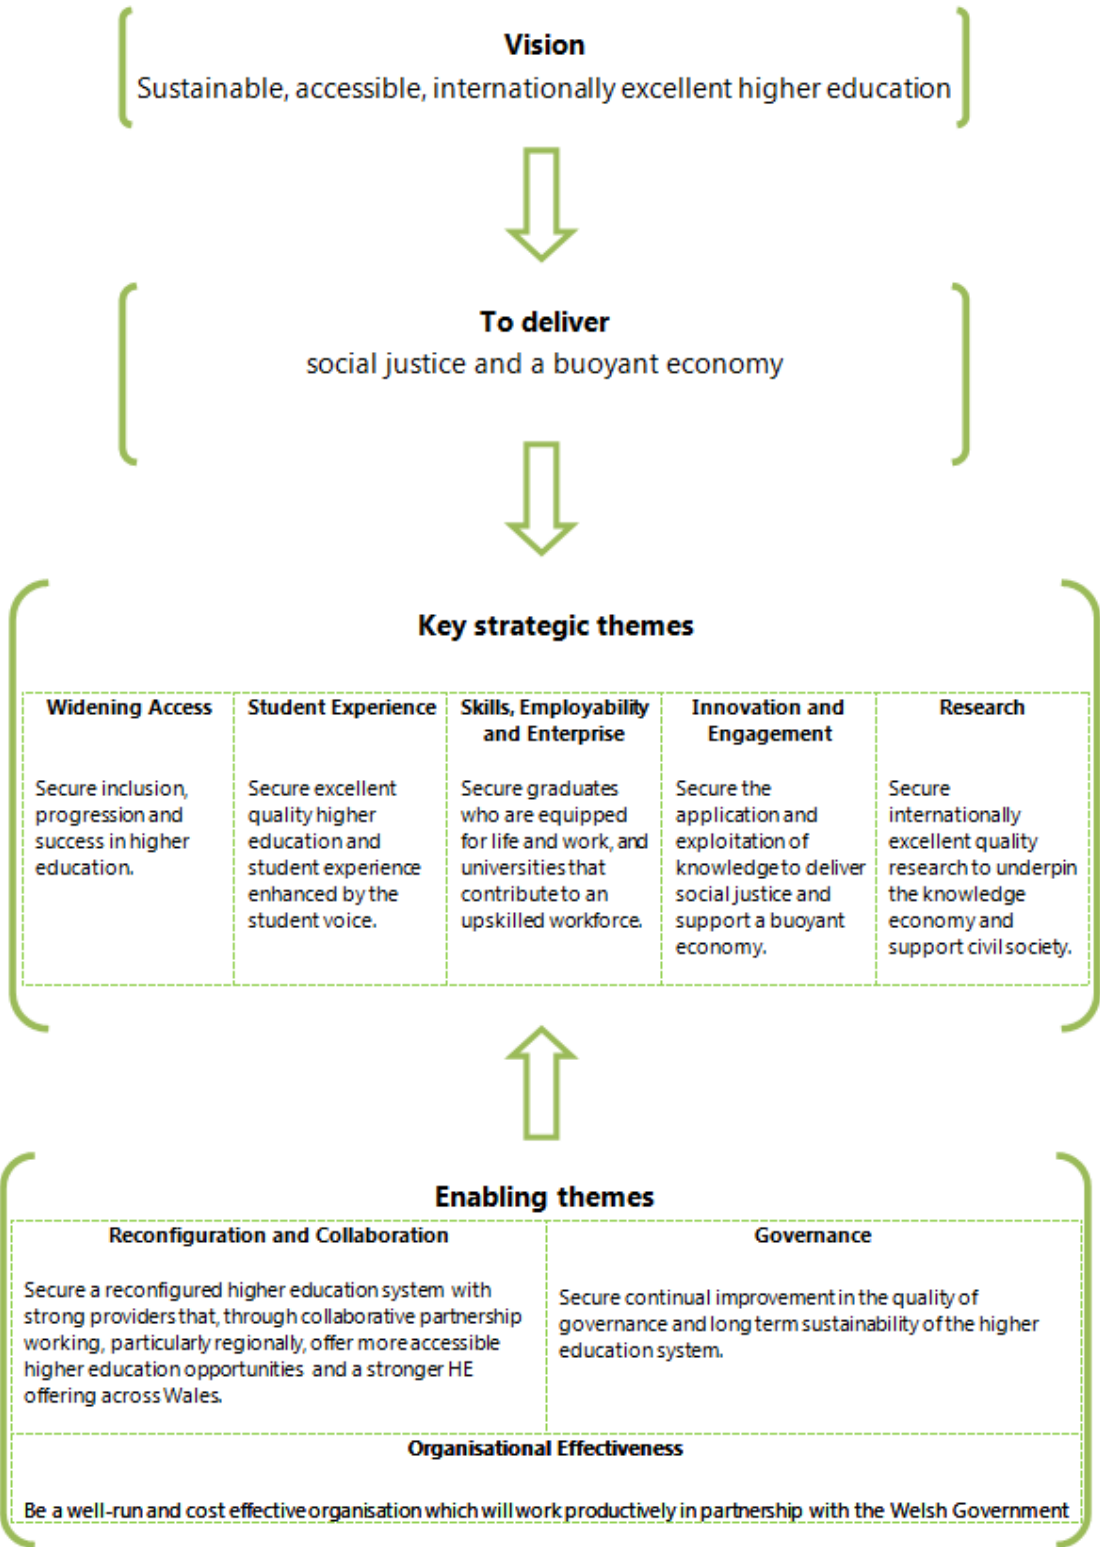 Vision
Sustainable, accessible, internationally excellent higher education
To deliver
social justice and a buoyant economy
Key strategic themes
Widening Access
Secure inclusion,
progression and
success in higher
education.
Student Experience
Secure excellent
quality higher
education and
student experience
enhanced by the
student voice.
Skills, Employability
and Enterprise
Secure graduates
who are equipped
for life and work, and
universities that
contribute to an
upskilled workforce.
Innovation and
Engagement
Secure the
application and
exploitation of
knowledge to deliver
social justice and
support a buoyant
economy.
Research
Secure
internationally
excellent quality
research to underpin
the knowledge
economy and
support civil society.
Enabling themes
Reconfiguration and Collaboration
Secure a reconfigured higher education system with
strong providers that, through collaborative partnership
working, particularly regionally, offer more accessible
higher education opportunities and a stronger HE
offering across Wales.
Governance
Secure continual improvement in the quality of
governance and long term sustainability of the higher
education system.
Organisational Effectiveness
Be a well-run and cost effective organisation which will work productively in partnership with the Welsh Government